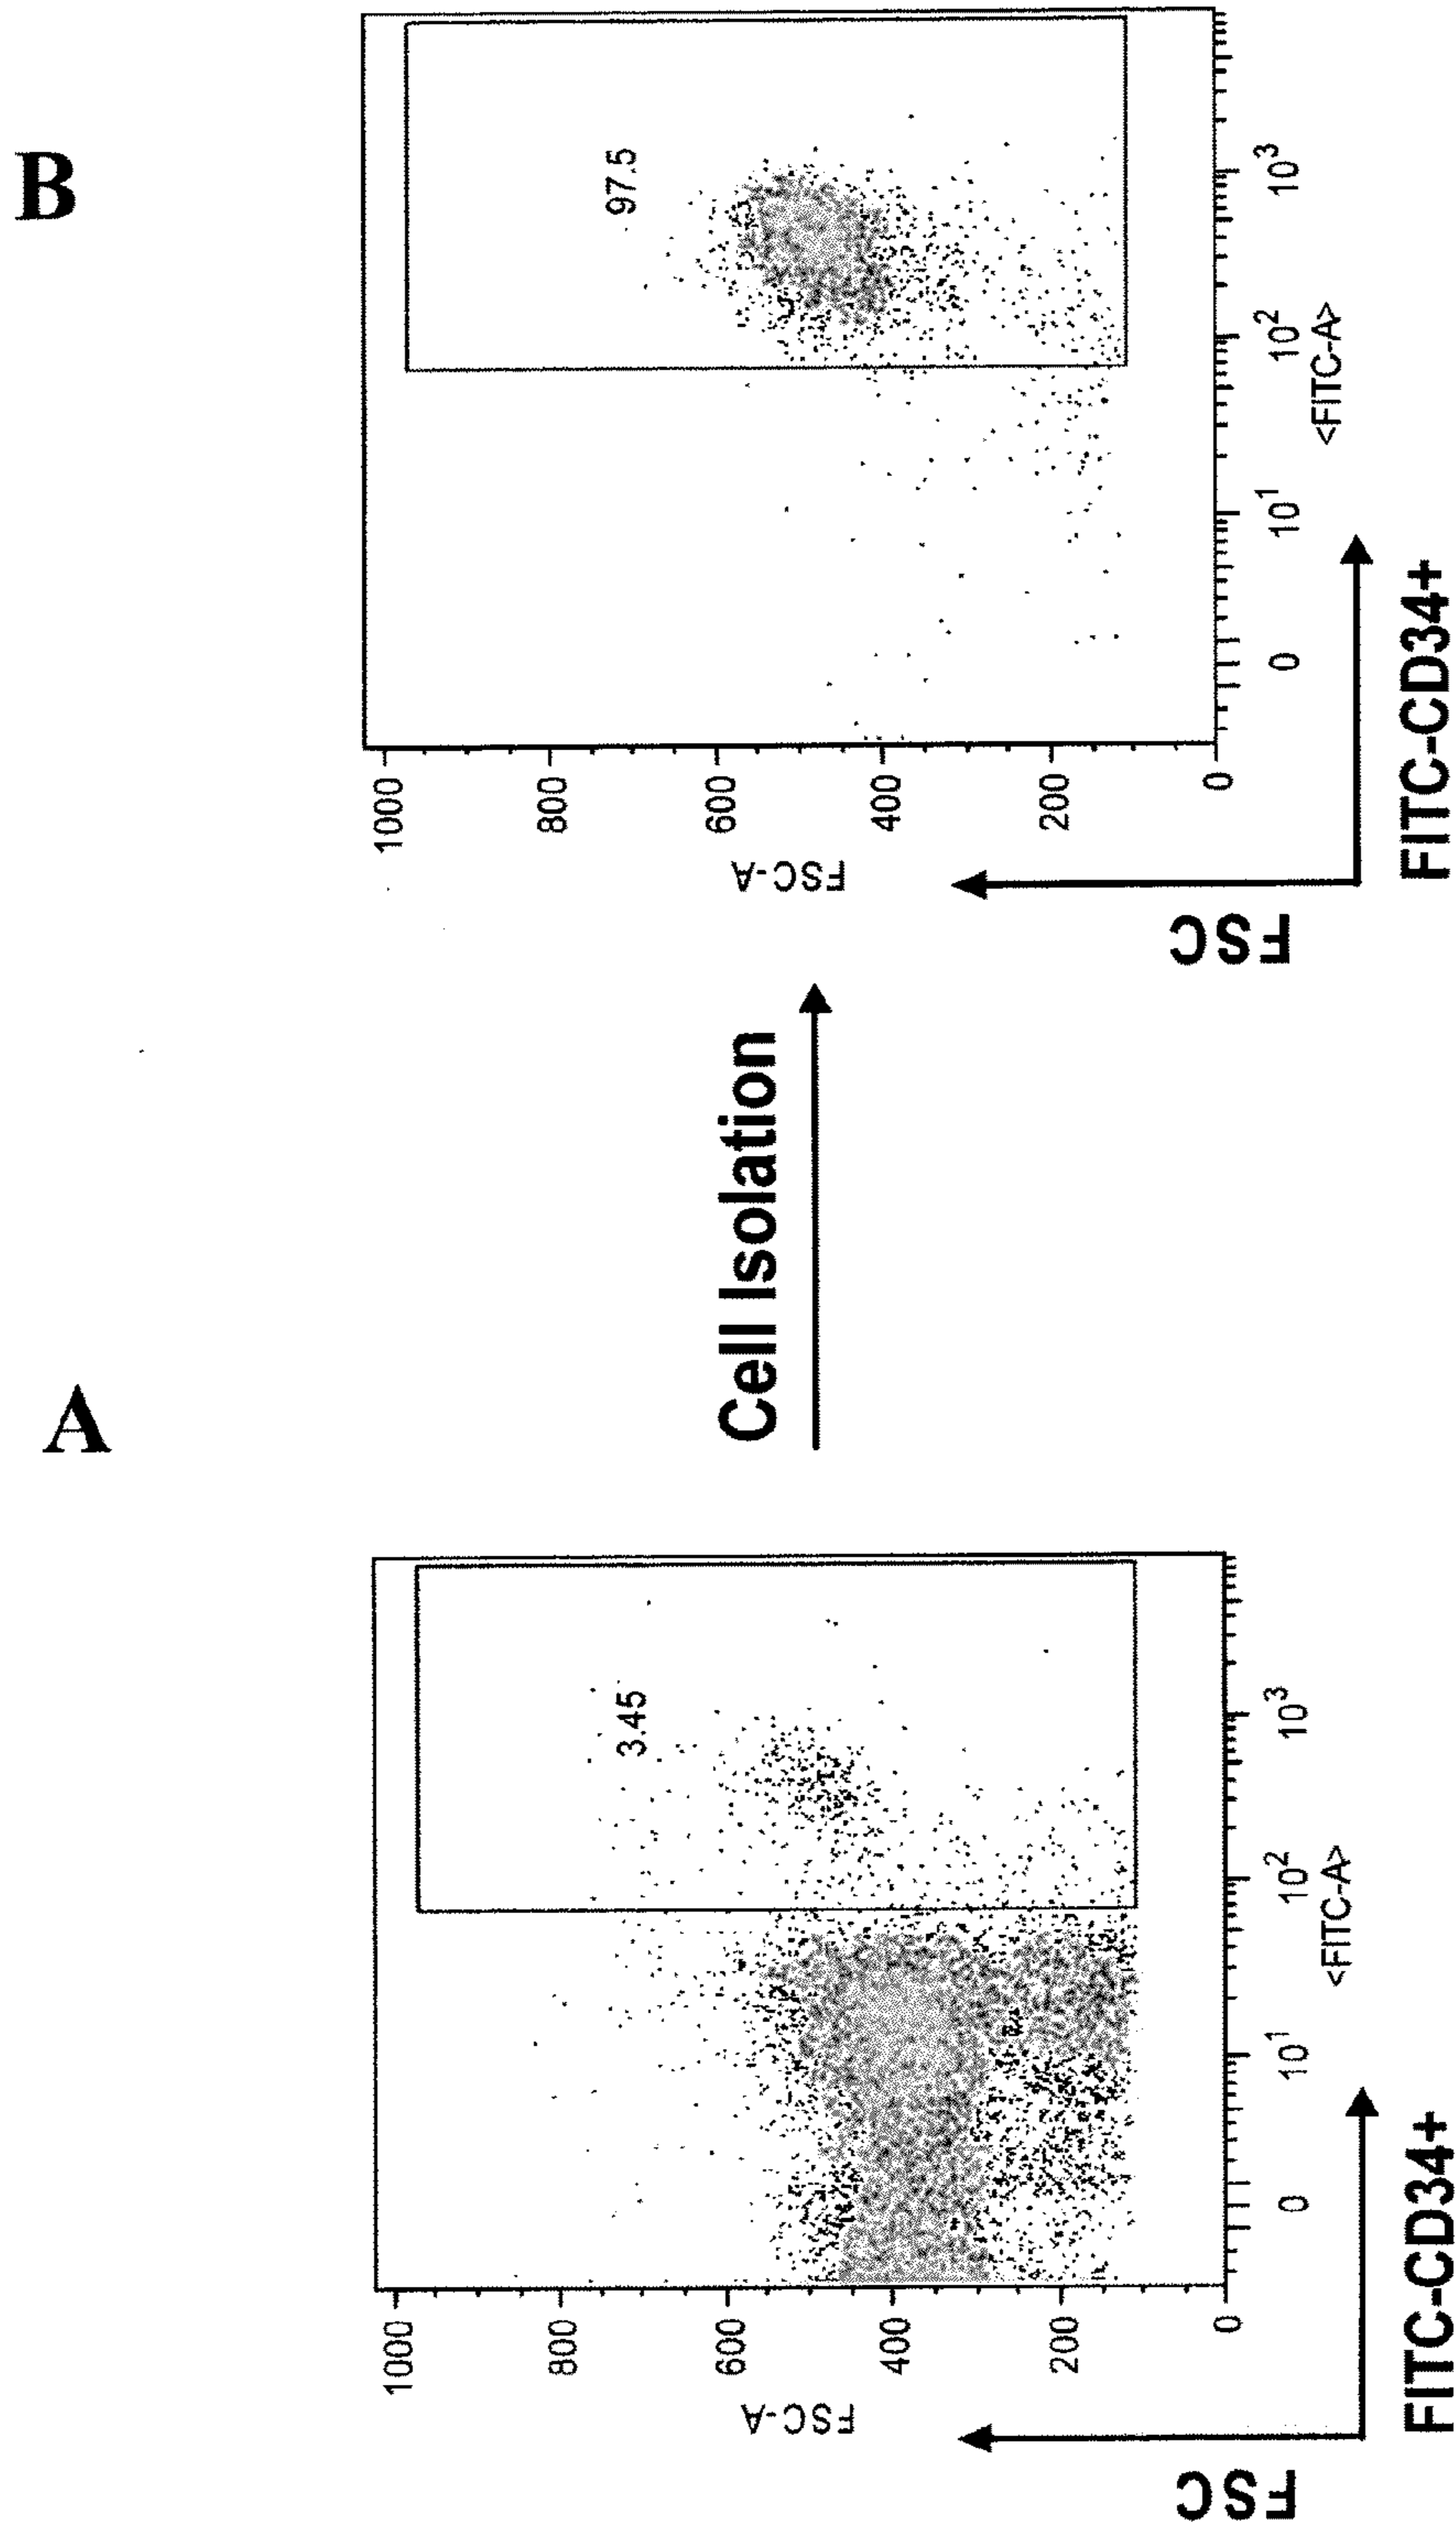 A
B
3.45
97.5
1000
800
600
400
200
0
FSC-A
0
10¹
10²
10³
<FITC-A>
FSC
FITC-CD34+
Cell Isolation
1000
800
600
400
200
0
FSC-A
0
10¹
10²
10³
<FITC-A>
FSC
FITC-CD34+